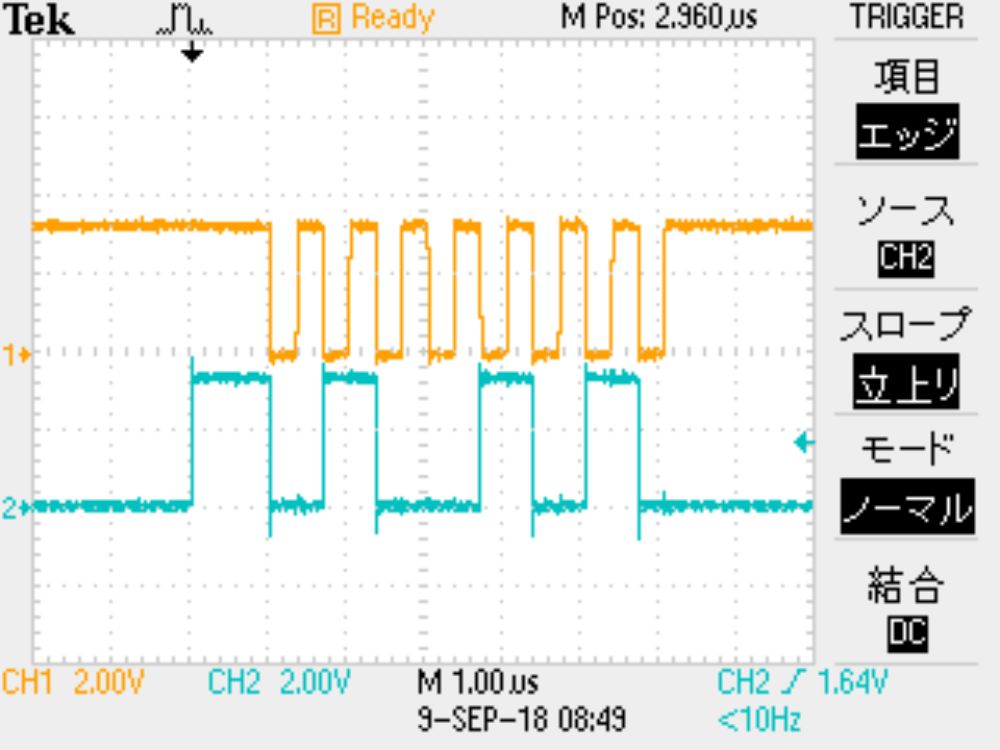 Tek R Ready M Pos: 2.960µs TRIGGER
項目
エッジ
ソース
CH2
スロープ
立上り
モード
ノーマル
結合
DC
1
2
CH1 2.00V CH2 2.00V M 1.00µs CH2 1.64V
9-SEP-18 08:49 <10Hz